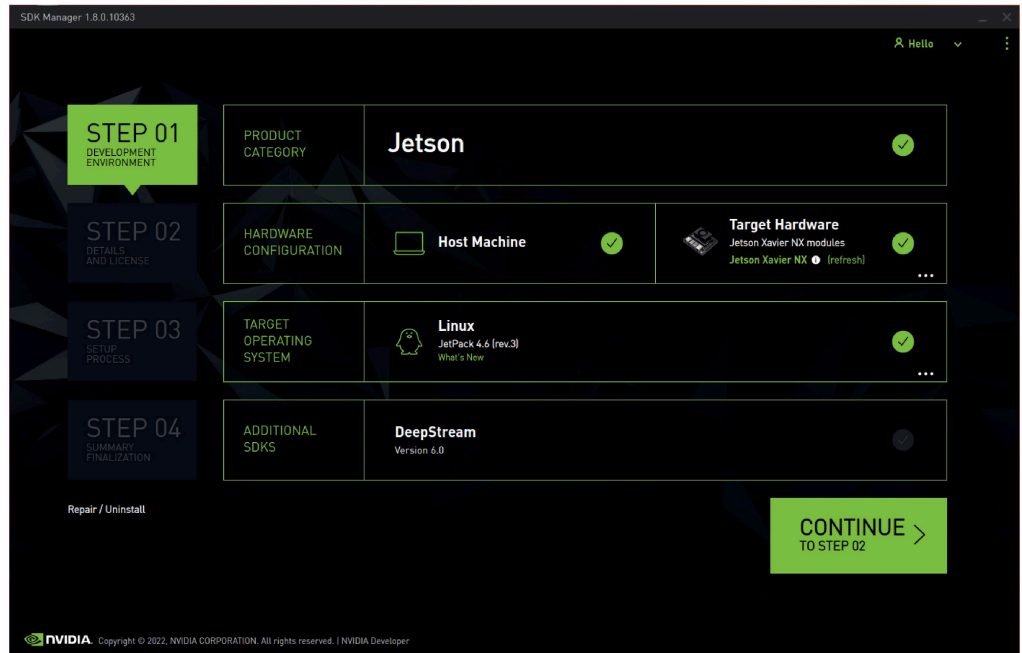 SDK Manager 1.8.0.10363
Hello
STEP 01
DEVELOPMENT
ENVIRONMENT
PRODUCT
CATEGORY
Jetson
STEP 02
DETAILS
AND LICENSE
HARDWARE
CONFIGURATION
Host Machine
Target Hardware
Jetson Xavier NX modules
Jetson Xavier NX i (refresh)
...
STEP 03
SETUP
PROCESS
TARGET
OPERATING
SYSTEM
Linux
JetPack 4.6 (rev.3)
What's New
...
STEP 04
SUMMARY
FINALIZATION
ADDITIONAL
SDKS
DeepStream
Version 6.0
Repair / Uninstall
CONTINUE >
TO STEP 02
NVIDIA. Copyright © 2022, NVIDIA CORPORATION. All rights reserved. | NVIDIA Developer